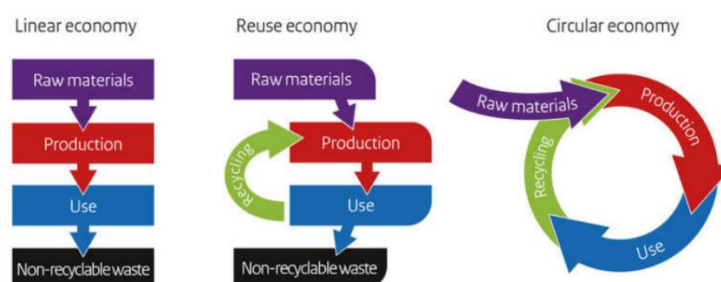 Linear economy
Raw materials
Production
Use
Non-recyclable waste
Reuse economy
Raw materials
Production
Recycling
Use
Non-recyclable waste
Circular economy
Raw materials
Production
Recycling
Use